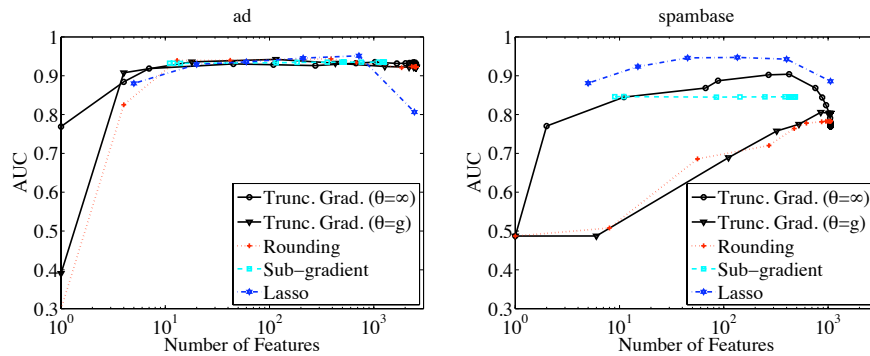 ad
1
0.9
0.8
0.7
0.6
0.5
0.4
0.3
AUC
10^0
10^1
10^2
10^3
Number of Features
Trunc. Grad. (θ=∞)
Trunc. Grad. (θ=g)
Rounding
Sub−gradient
Lasso
spambase
1
0.9
0.8
0.7
0.6
0.5
0.4
0.3
AUC
10^0
10^1
10^2
10^3
Number of Features
Trunc. Grad. (θ=∞)
Trunc. Grad. (θ=g)
Rounding
Sub−gradient
Lasso